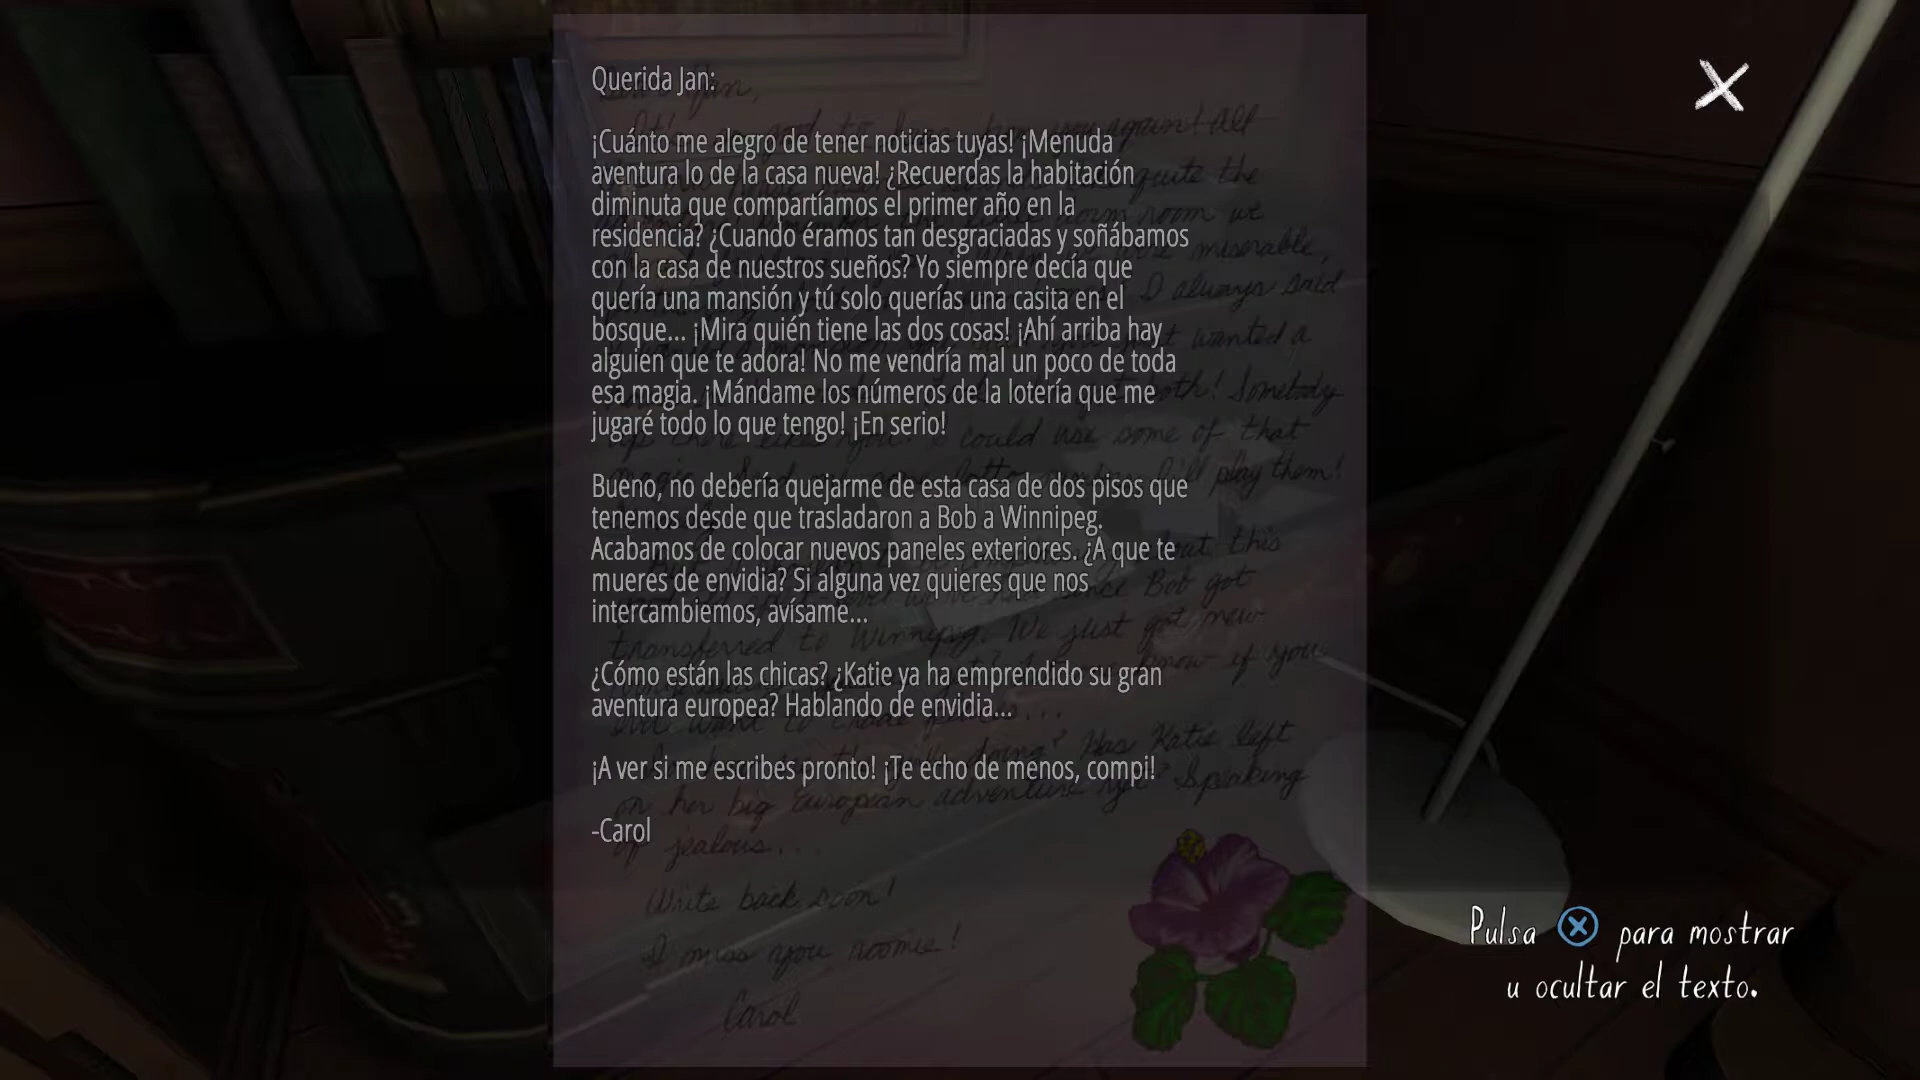 Querida Jan:
¡Cuánto me alegro de tener noticias tuyas! ¡Menuda
aventura lo de la casa nueva! ¿Recuerdas la habitación
diminuta que compartíamos el primer año en la
residencia? ¿Cuando éramos tan desgraciadas y soñábamos
con la casa de nuestros sueños? Yo siempre decía que
quería una mansión y tú solo querías una casita en el
bosque... ¡Mira quién tiene las dos cosas! ¡Ahí arriba hay
alguien que te adora! No me vendría mal un poco de toda
esa magia. ¡Mándame los números de la lotería que me
jugaré todo lo que tengo! ¡En serio!
Bueno, no debería quejarme de esta casa de dos pisos que
tenemos desde que trasladaron a Bob a Winnipeg.
Acabamos de colocar nuevos paneles exteriores. ¿A que te
mueres de envidia? Si alguna vez quieres que nos
intercambiemos, avísame...
¿Cómo están las chicas? ¿Katie ya ha emprendido su gran
aventura europea? Hablando de envidia...
¡A ver si me escribes pronto! ¡Te echo de menos, compi!
-Carol
Write back soon!
I miss you roomie!
Carol
Pulsa para mostrar
u ocultar el texto.